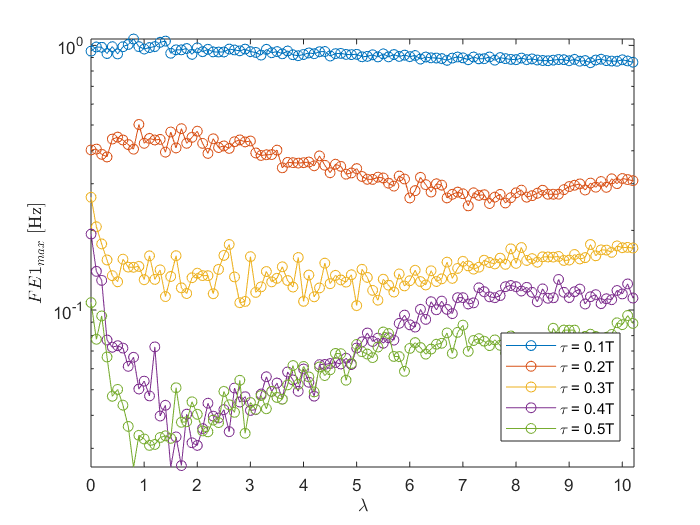 10^0
10^-1
FE1_max [Hz]
0 1 2 3 4 5 6 7 8 9 10
λ
τ = 0.1T
τ = 0.2T
τ = 0.3T
τ = 0.4T
τ = 0.5T